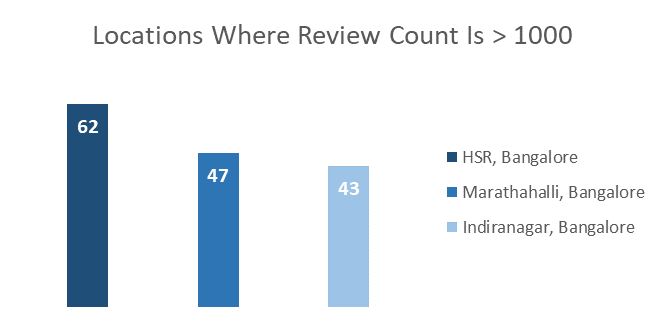 Locations Where Review Count Is > 1000
62
47
43
HSR, Bangalore
Marathahalli, Bangalore
Indiranagar, Bangalore